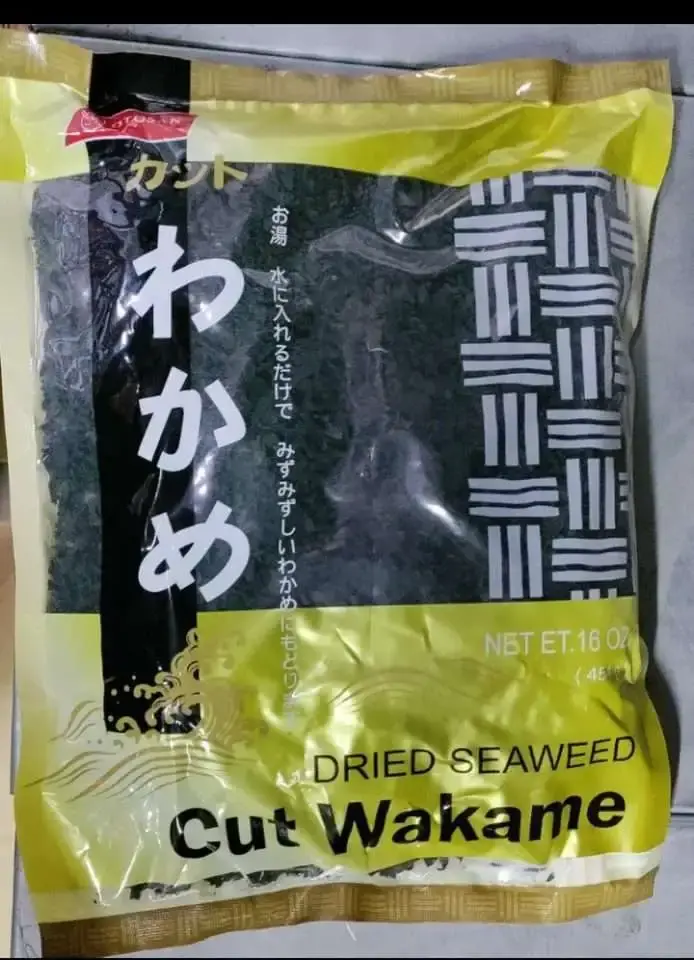 カット
わかめ
お湯 水に入れるだけで みずみずしいわかめにもどります
NET ET.16 OZ
DRIED SEAWEED
Cut Wakame